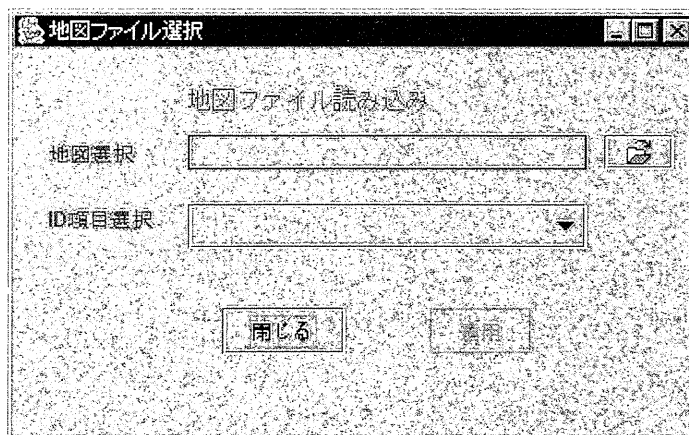 地図ファイル選択
地図ファイル読み込み
地図選択
ID項目選択
閉じる
適用